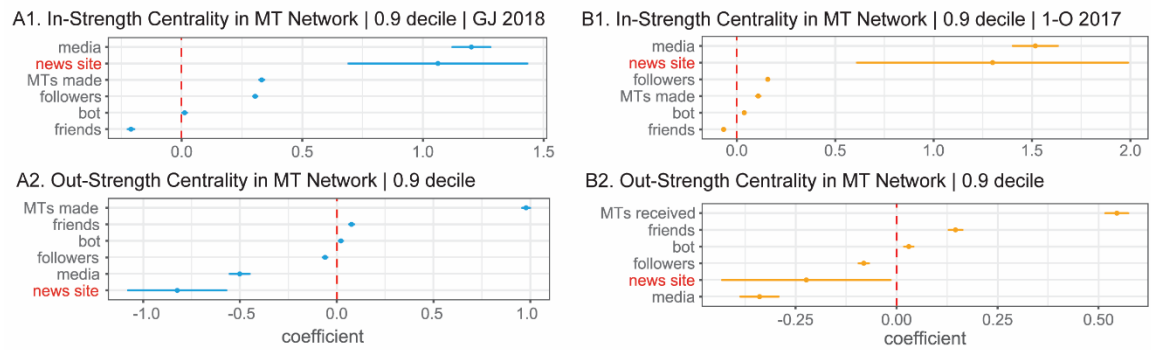 A1. In-Strength Centrality in MT Network | 0.9 decile | GJ 2018
media
news site
MTs made
followers
bot
friends
0.0 0.5 1.0 1.5
A2. Out-Strength Centrality in MT Network | 0.9 decile
MTs made
friends
bot
followers
media
news site
-1.0 -0.5 0.0 0.5 1.0
coefficient
B1. In-Strength Centrality in MT Network | 0.9 decile | 1-O 2017
media
news site
followers
MTs made
bot
friends
0.0 0.5 1.0 1.5 2.0
B2. Out-Strength Centrality in MT Network | 0.9 decile
MTs received
friends
bot
followers
news site
media
-0.25 0.00 0.25 0.50
coefficient